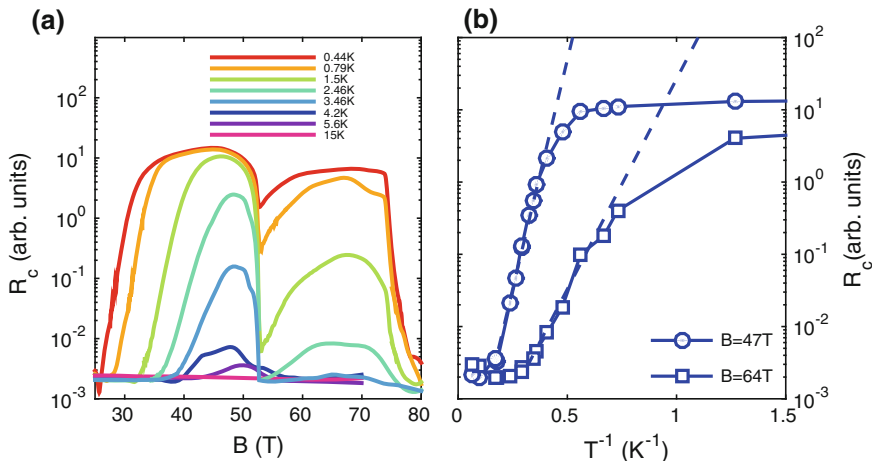 (a)
(b)
10^2
10^1
10^0
10^-1
10^-2
10^-3
R_c (arb. units)
0.44K
0.79K
1.5K
2.46K
3.46K
4.2K
5.6K
15K
30 40 50 60 70 80
B (T)
10^2
10^1
10^0
10^-1
10^-2
10^-3
R_c (arb. units)
B=47T
B=64T
0 0.5 1 1.5
T^-1 (K^-1)